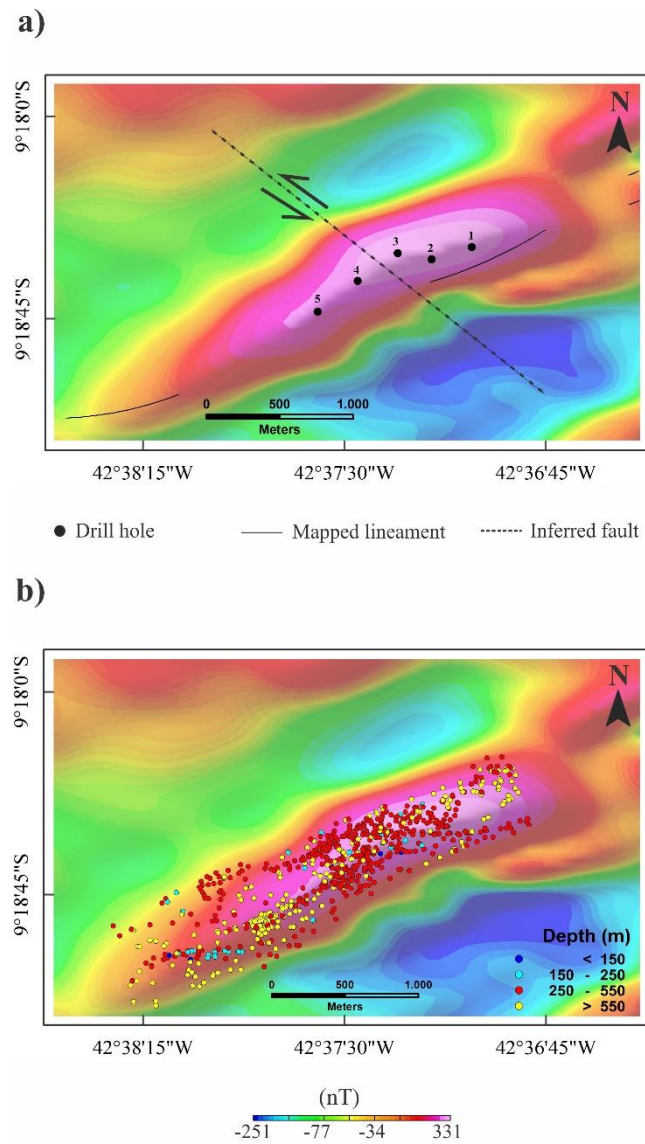 a)
N
9°18'0"S
1
3
2
4
9°18'45"S
5
0 500 1.000
Meters
42°38'15"W 42°37'30"W 42°36'45"W
Drill hole Mapped lineament Inferred fault
b)
N
9°18'0"S
9°18'45"S
Depth (m)
< 150
150 - 250
250 - 550
> 550
0 500 1.000
Meters
42°38'15"W 42°37'30"W 42°36'45"W
(nT)
-251 -77 -34 331